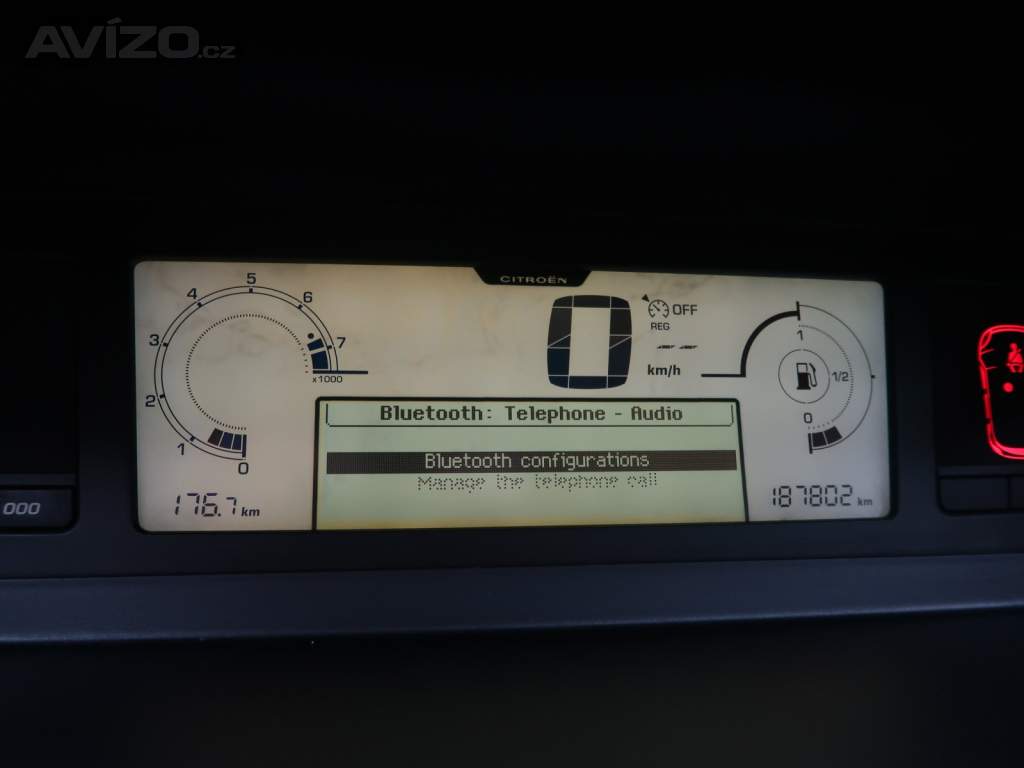 AVÍZO.cz
CITROËN
5
4
6
3
7
2
x1000
1
0
0
OFF
REG
--
km/h
1
1/2
0
Bluetooth: Telephone - Audio
Bluetooth configurations
Manage the telephone call
176.7 km
187802 km
000